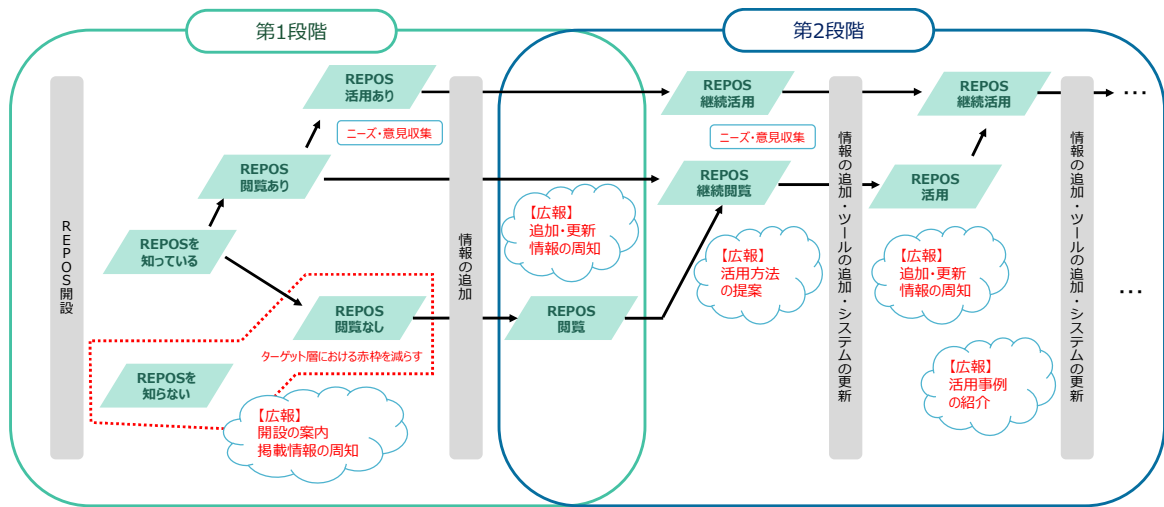 第1段階
第2段階
REPOS開設
REPOS
活用あり
ニーズ・意見収集
REPOS
閲覧あり
REPOSを
知っている
REPOS
閲覧なし
ターゲット層における赤枠を減らす
REPOSを
知らない
【広報】
開設の案内
掲載情報の周知
情報の追加
【広報】
追加・更新
情報の周知
REPOS
閲覧
REPOS
継続活用
ニーズ・意見収集
REPOS
継続閲覧
【広報】
活用方法
の提案
情報の追加・ツールの追加・システムの更新
REPOS
継続活用
REPOS
活用
【広報】
追加・更新
情報の周知
【広報】
活用事例
の紹介
情報の追加・ツールの追加・システムの更新
…
…